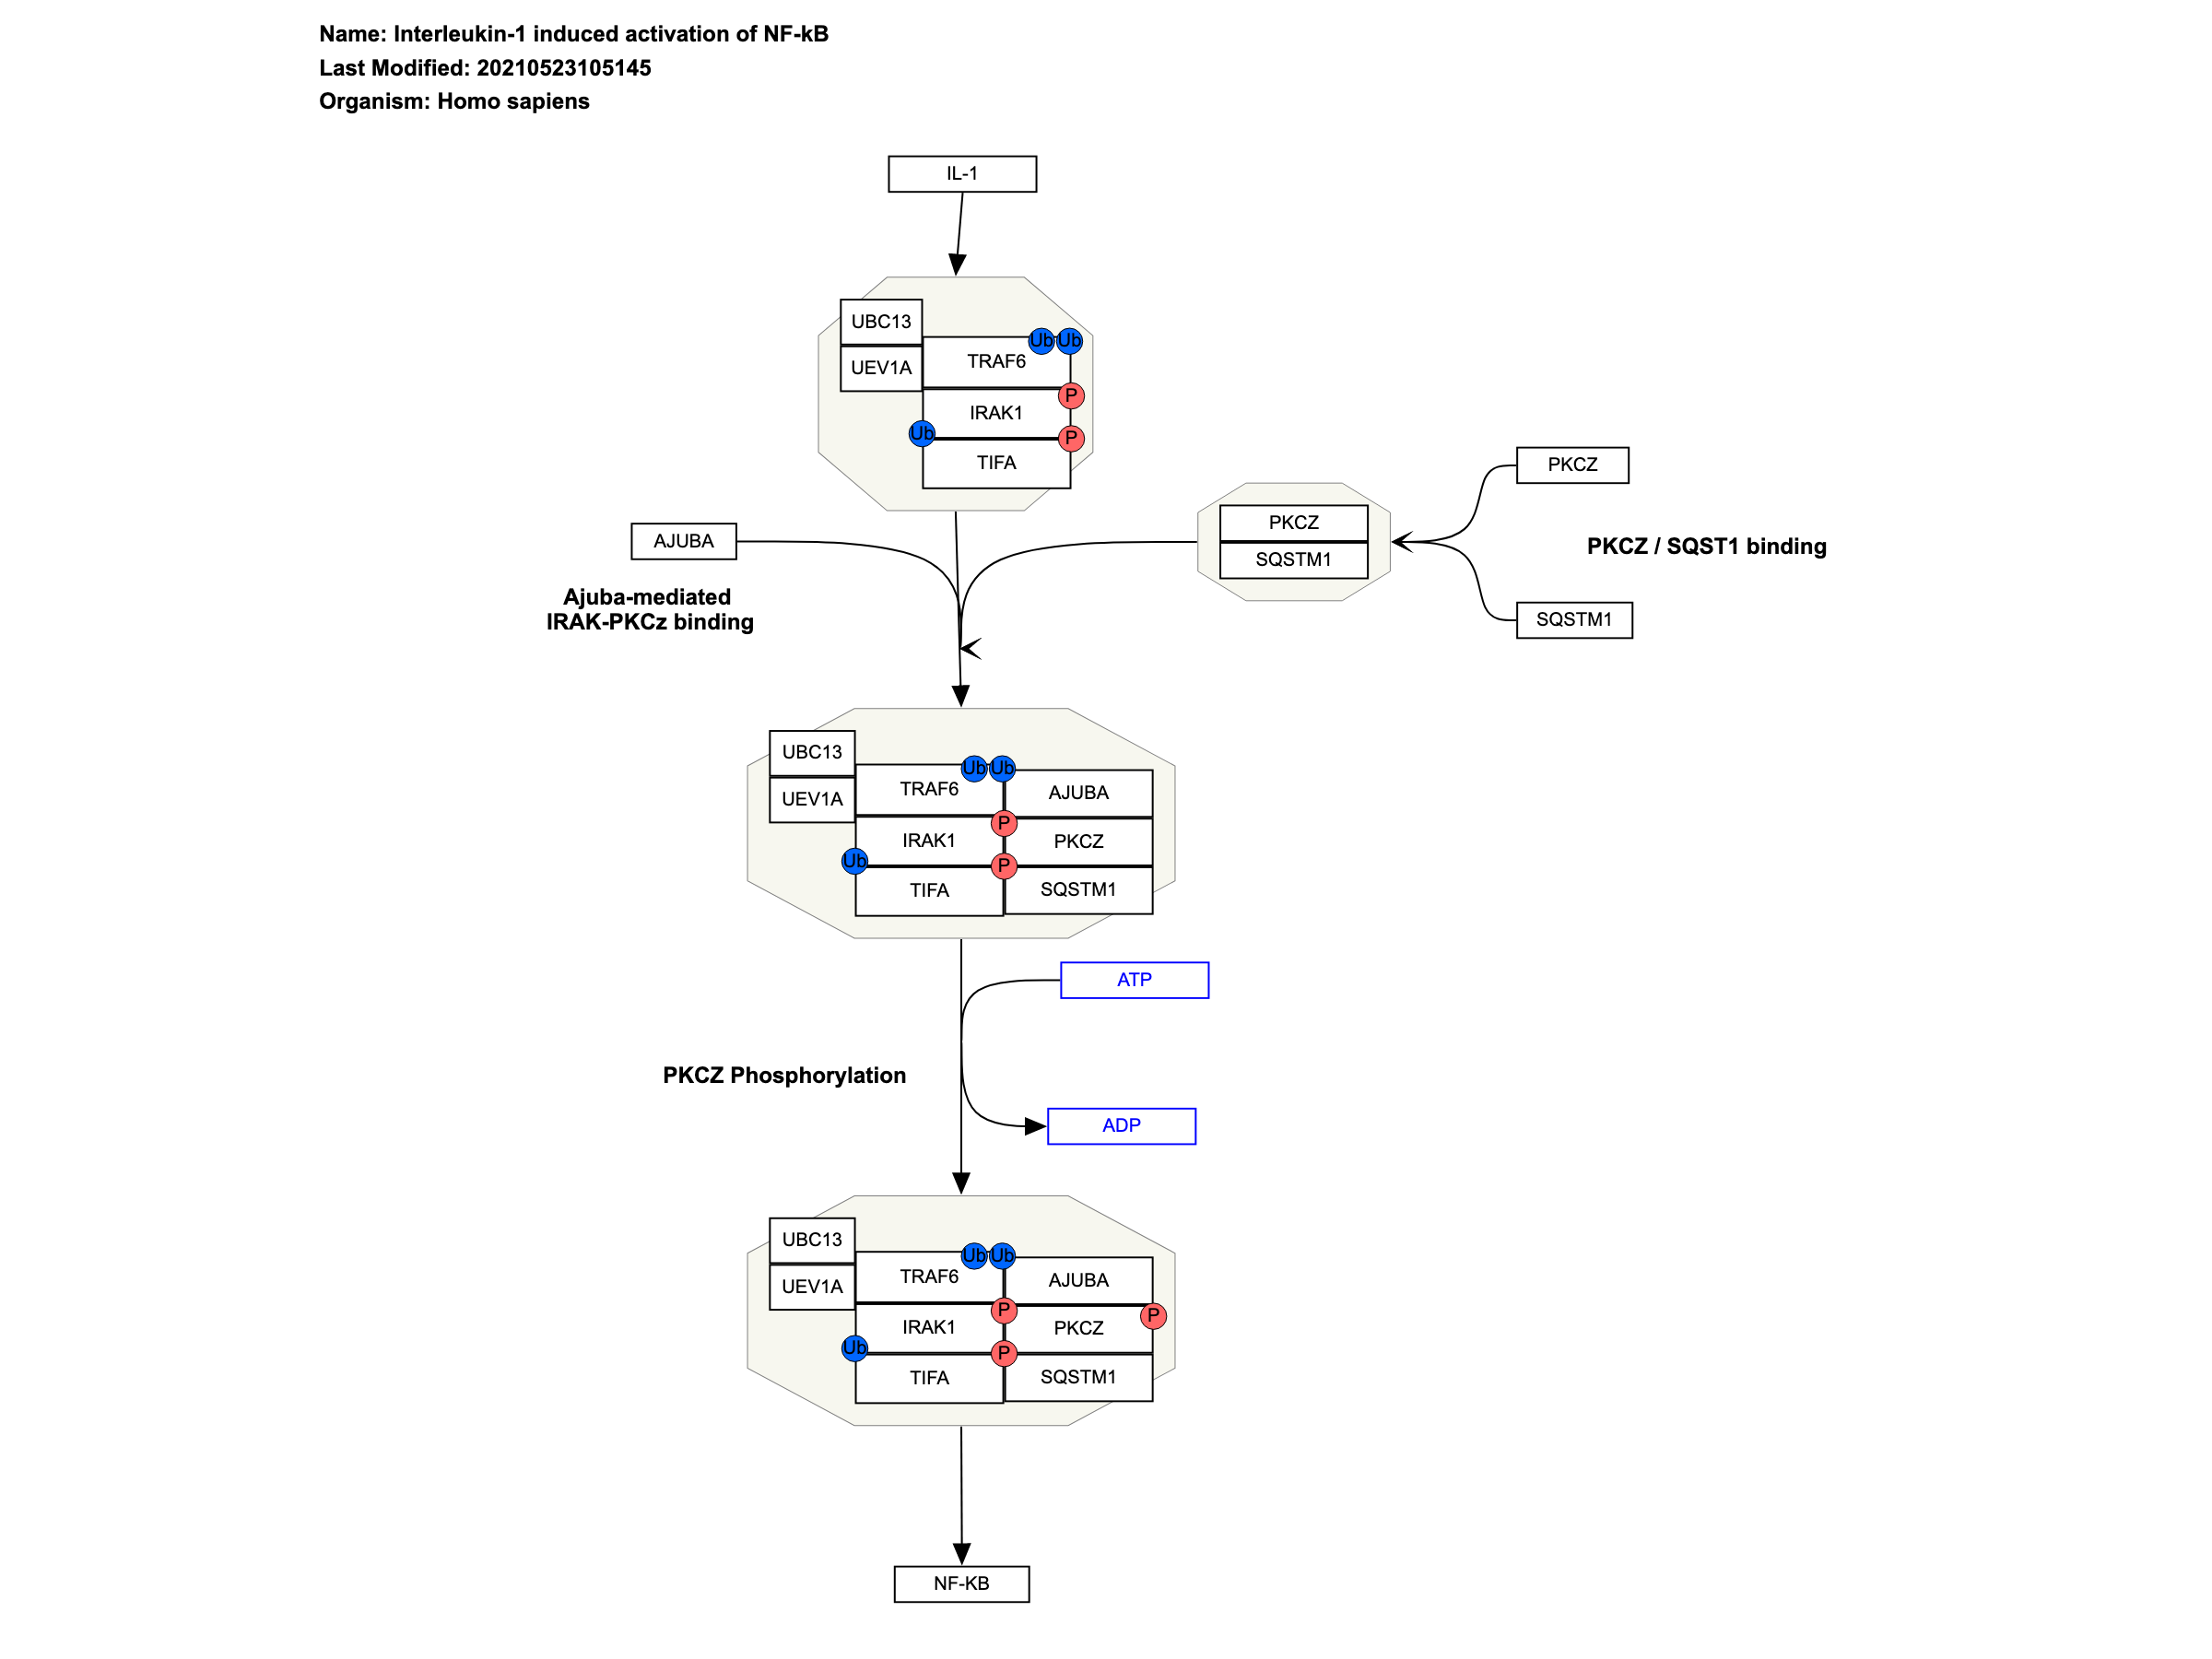 Name: Interleukin-1 induced activation of NF-kB
Last Modified: 20210523105145
Organism: Homo sapiens
IL-1
UBC13
UEV1A
Ub
Ub
TRAF6
P
IRAK1
Ub
P
TIFA
PKCZ
PKCZ
SQSTM1
PKCZ / SQST1 binding
SQSTM1
AJUBA
Ajuba-mediated
IRAK-PKCz binding
UBC13
UEV1A
Ub
Ub
TRAF6
AJUBA
P
IRAK1
PKCZ
Ub
P
TIFA
SQSTM1
ATP
PKCZ Phosphorylation
ADP
UBC13
UEV1A
Ub
Ub
TRAF6
AJUBA
P
P
IRAK1
PKCZ
Ub
P
TIFA
SQSTM1
NF-KB